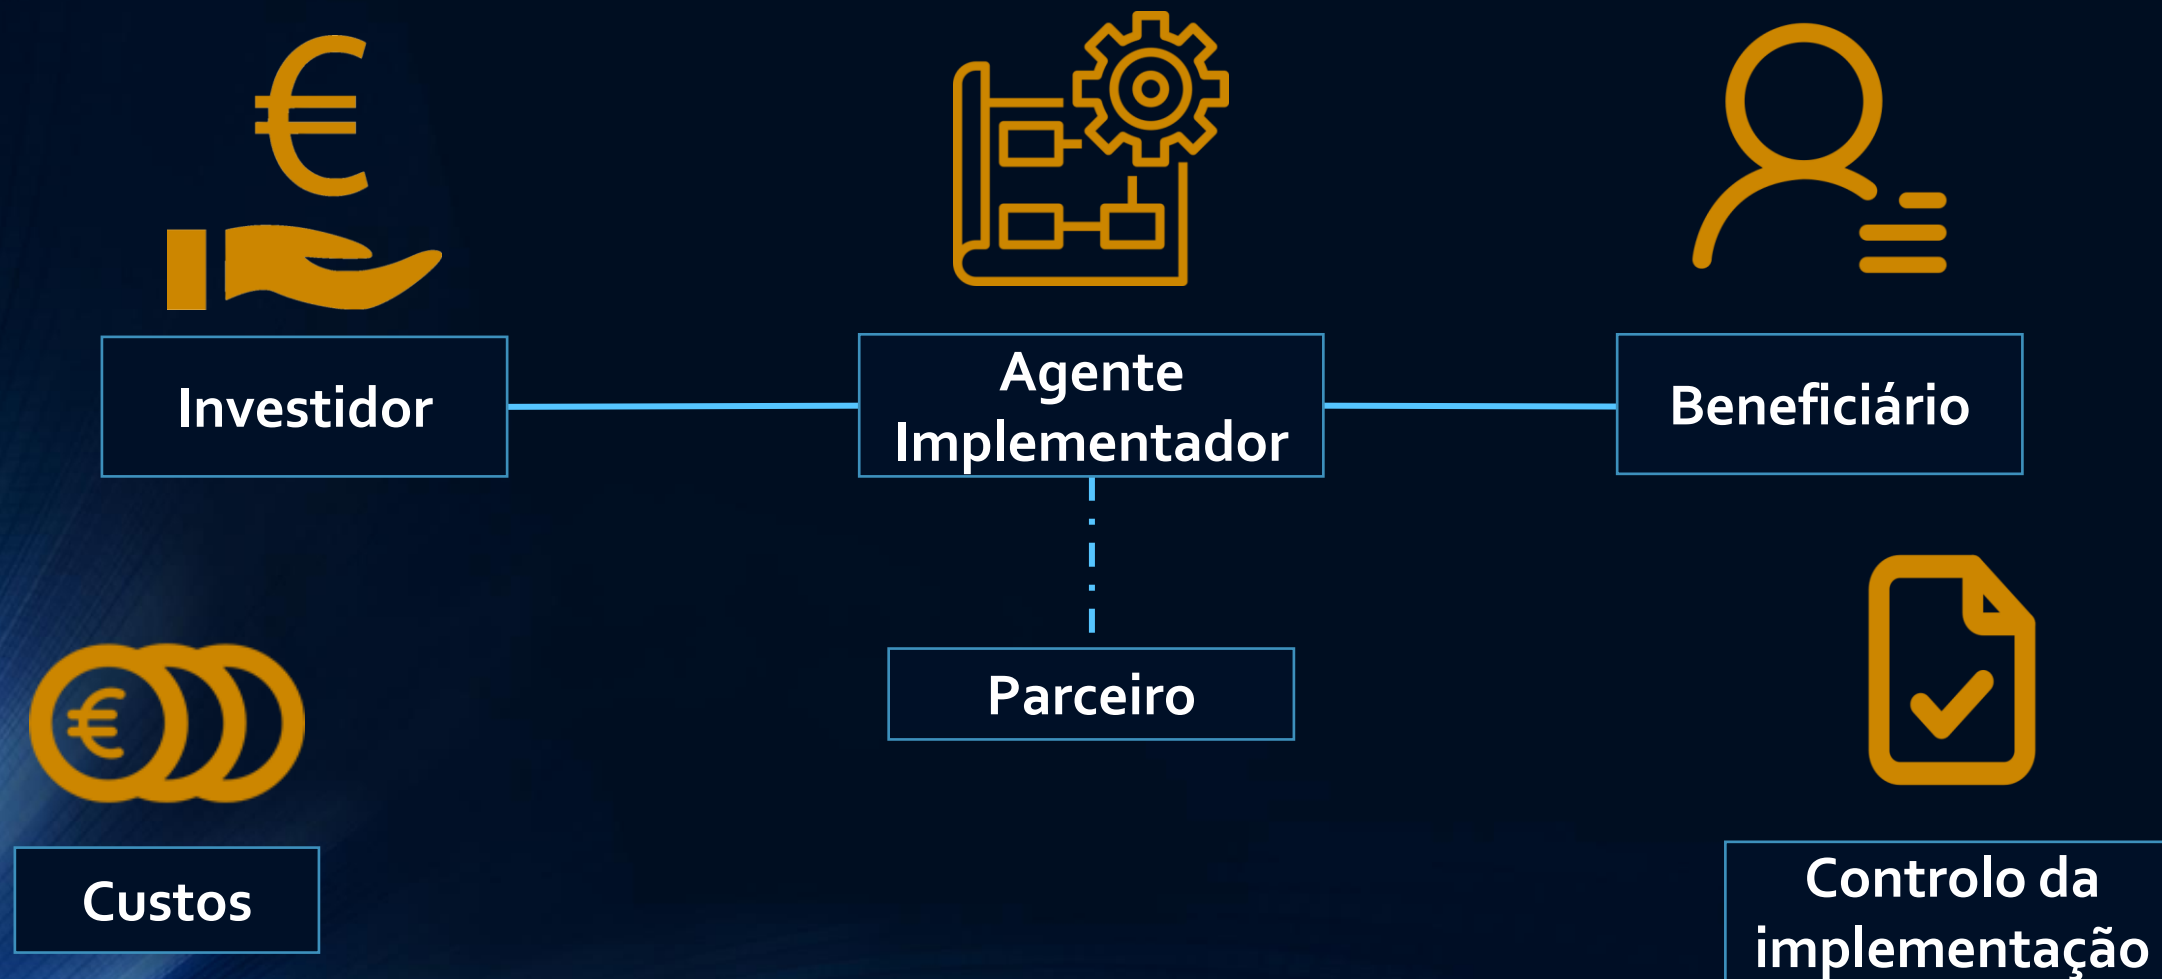 Investidor
Agente
Implementador
Beneficiário
Parceiro
Custos
Controlo da
implementação